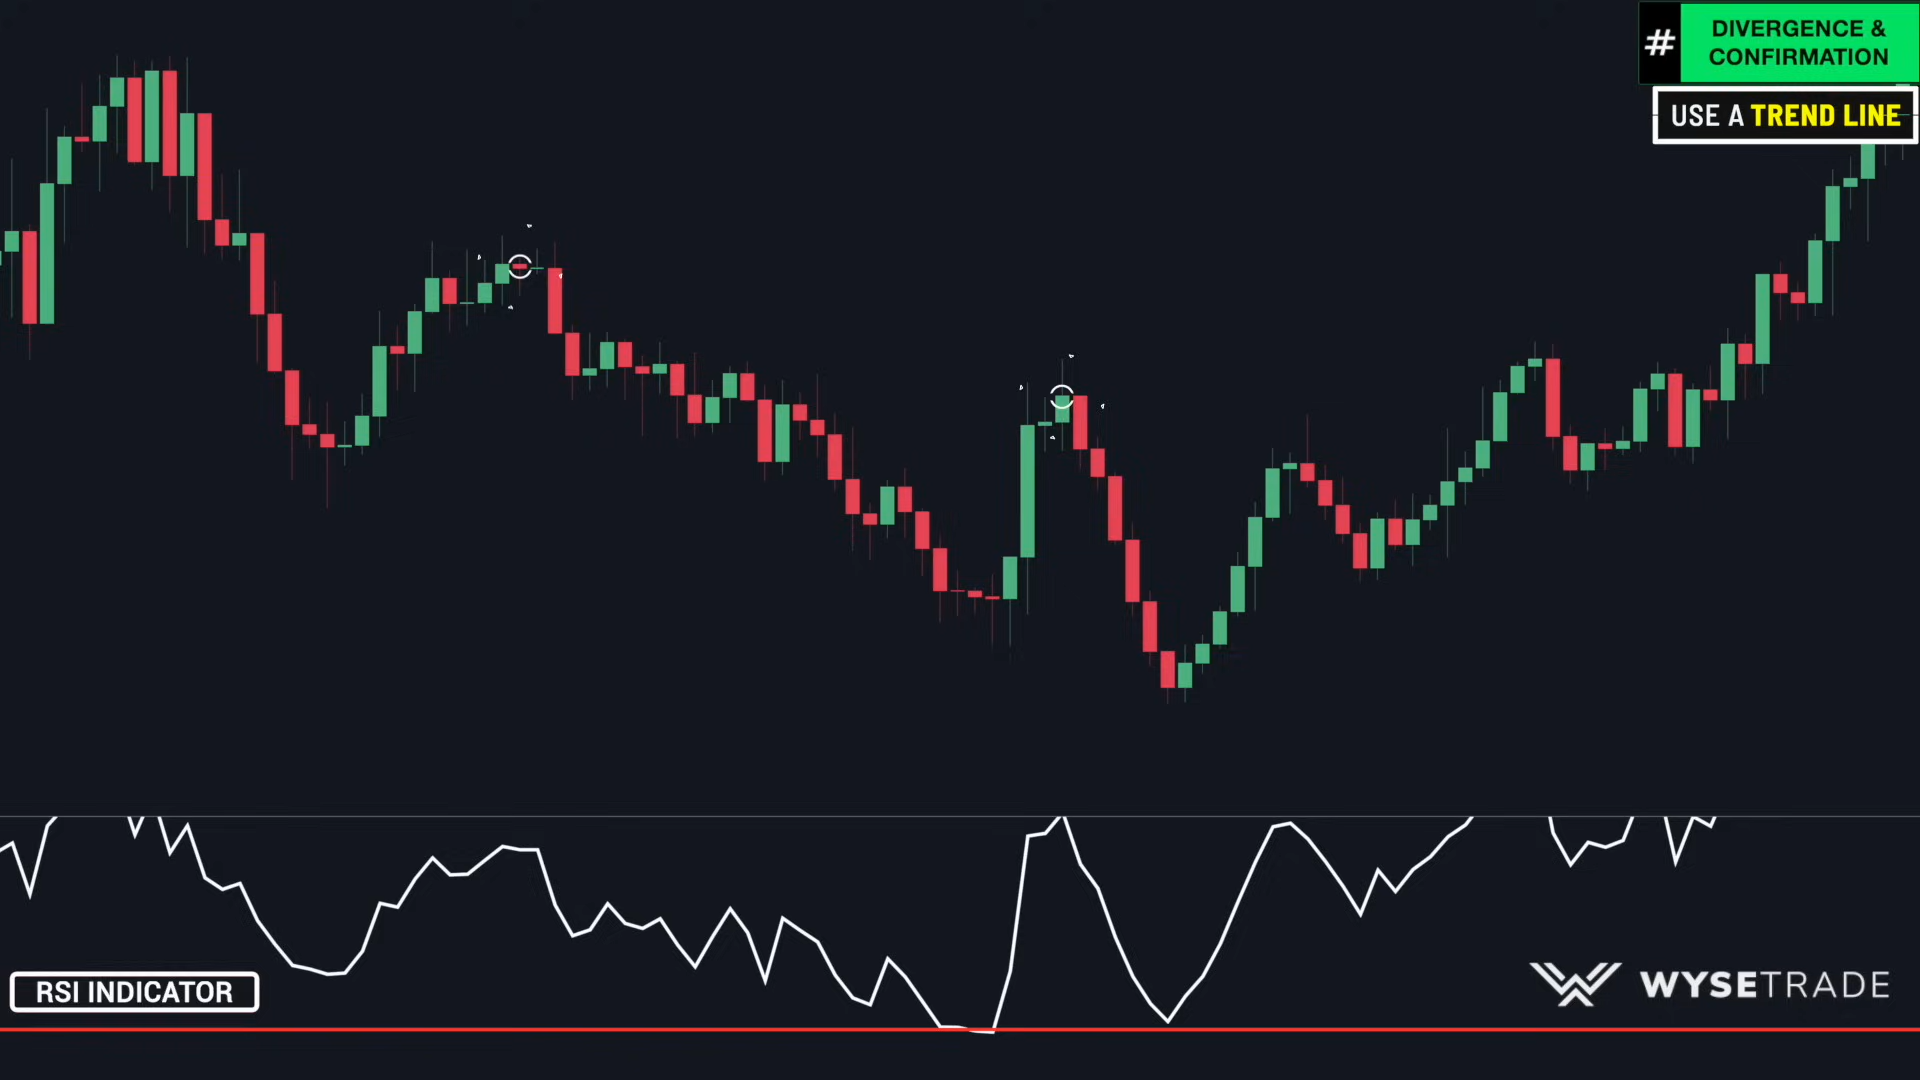 #
DIVERGENCE &
CONFIRMATION
USE A TREND LINE
RSI INDICATOR
WYSETRADE